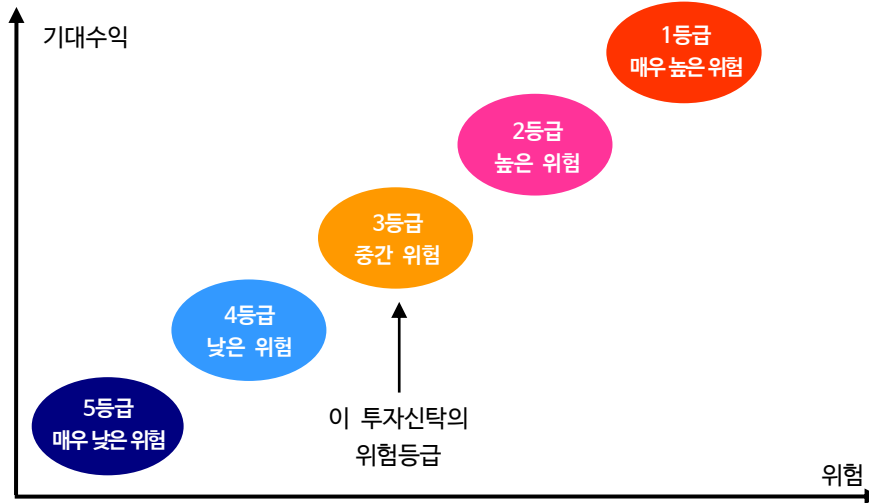 기대수익
1등급
매우 높은 위험
2등급
높은 위험
3등급
중간 위험
4등급
낮은 위험
5등급
매우 낮은 위험
이 투자신탁의
위험등급
위험